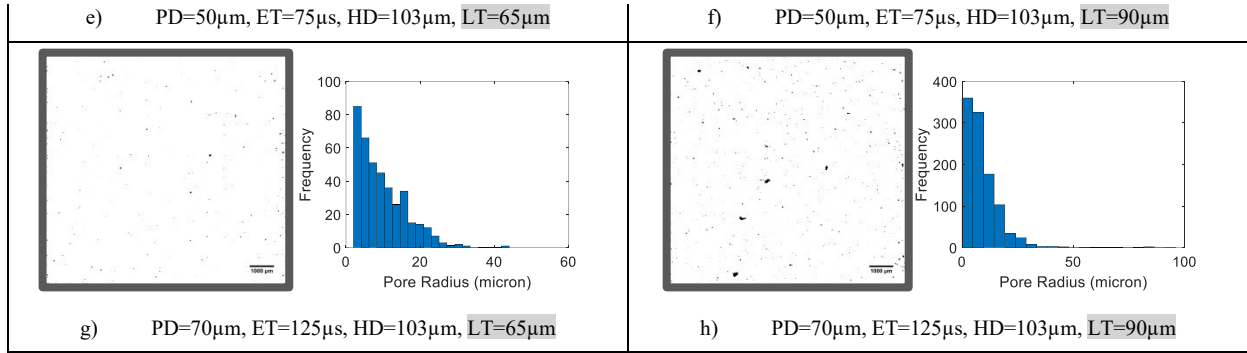 e) PD=50µm, ET=75µs, HD=103µm, LT=65µm
f) PD=50µm, ET=75µs, HD=103µm, LT=90µm
1000 µm
100
80
60
40
20
0
Frequency
0 20 40 60
Pore Radius (micron)
1000 µm
400
300
200
100
0
Frequency
0 50 100
Pore Radius (micron)
g) PD=70µm, ET=125µs, HD=103µm, LT=65µm
h) PD=70µm, ET=125µs, HD=103µm, LT=90µm